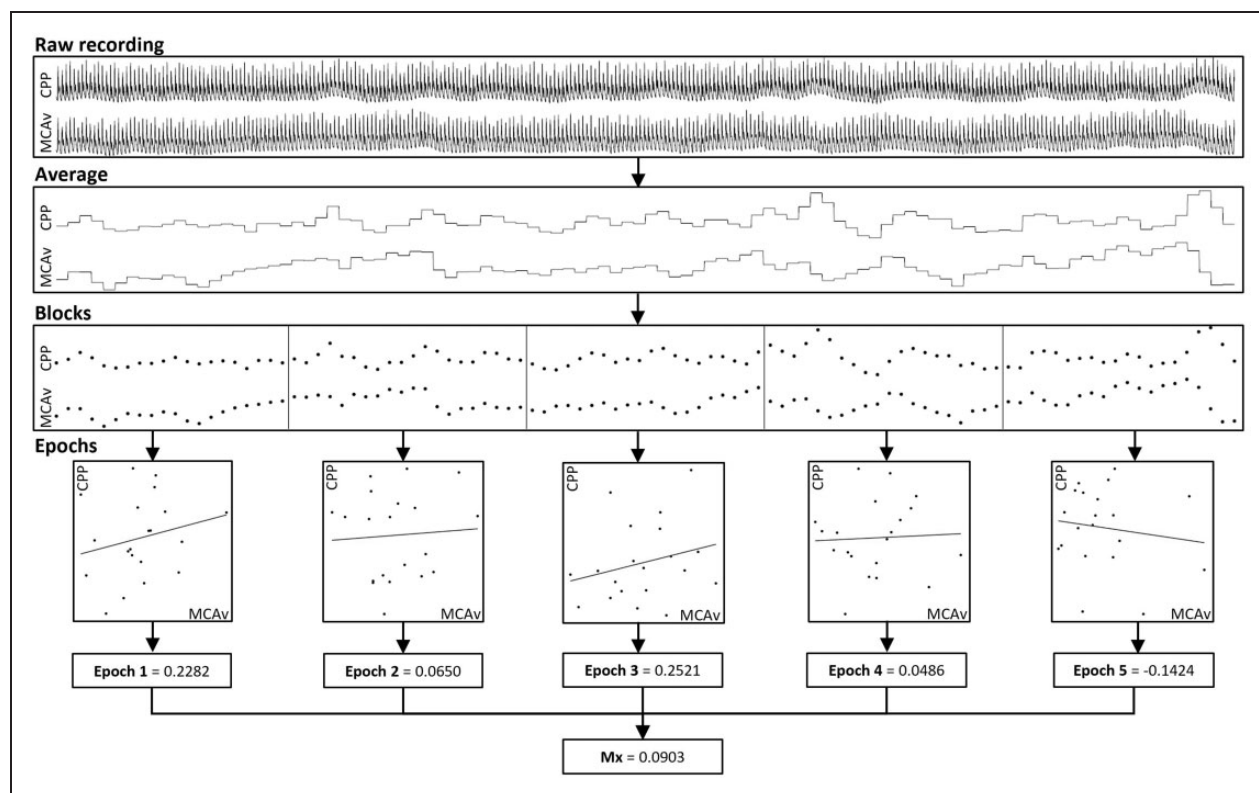 Raw recording
CPP
MCAv
Average
CPP
MCAv
Blocks
CPP
MCAv
Epochs
CPP
MCAv
CPP
MCAv
CPP
MCAv
CPP
MCAv
CPP
MCAv
Epoch 1 = 0.2282
Epoch 2 = 0.0650
Epoch 3 = 0.2521
Epoch 4 = 0.0486
Epoch 5 = -0.1424
Mx = 0.0903